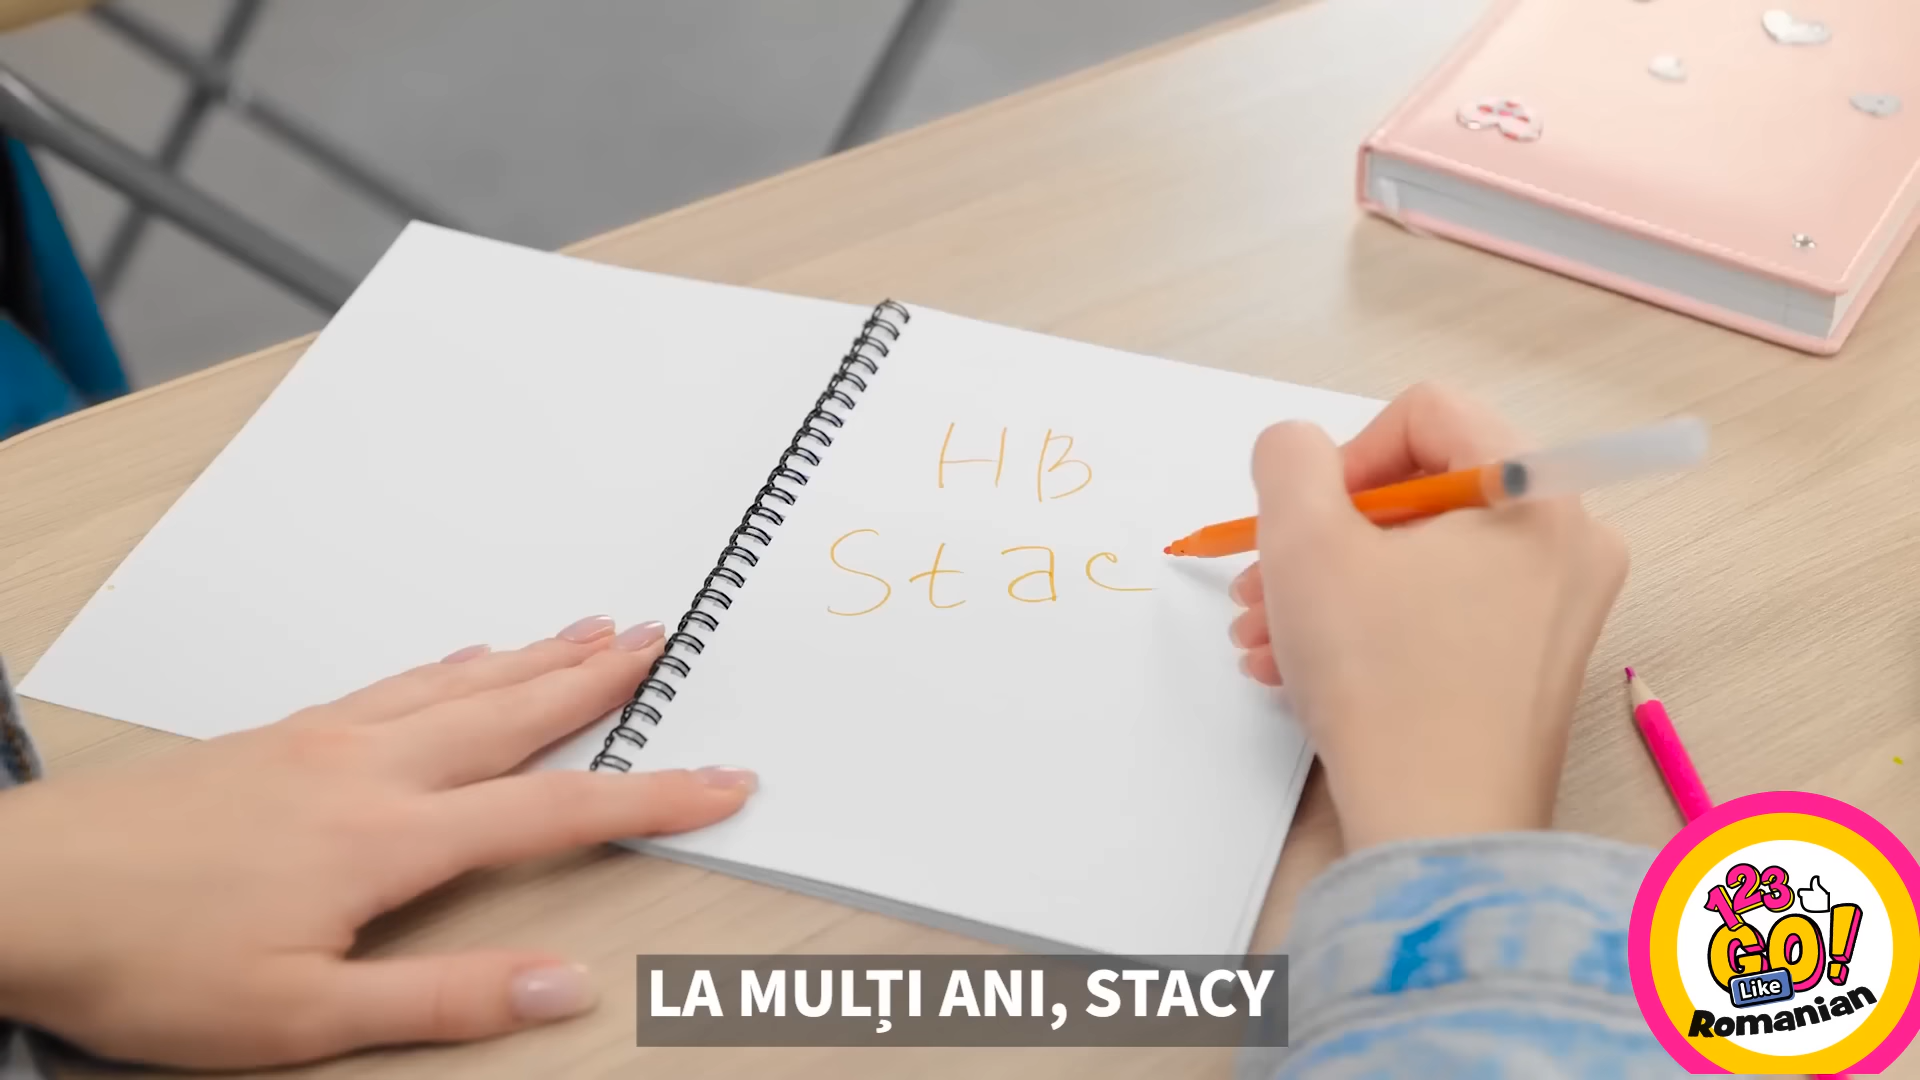 HB
Stac
LA MULȚI ANI, STACY
123
GO!
Like
Romanian